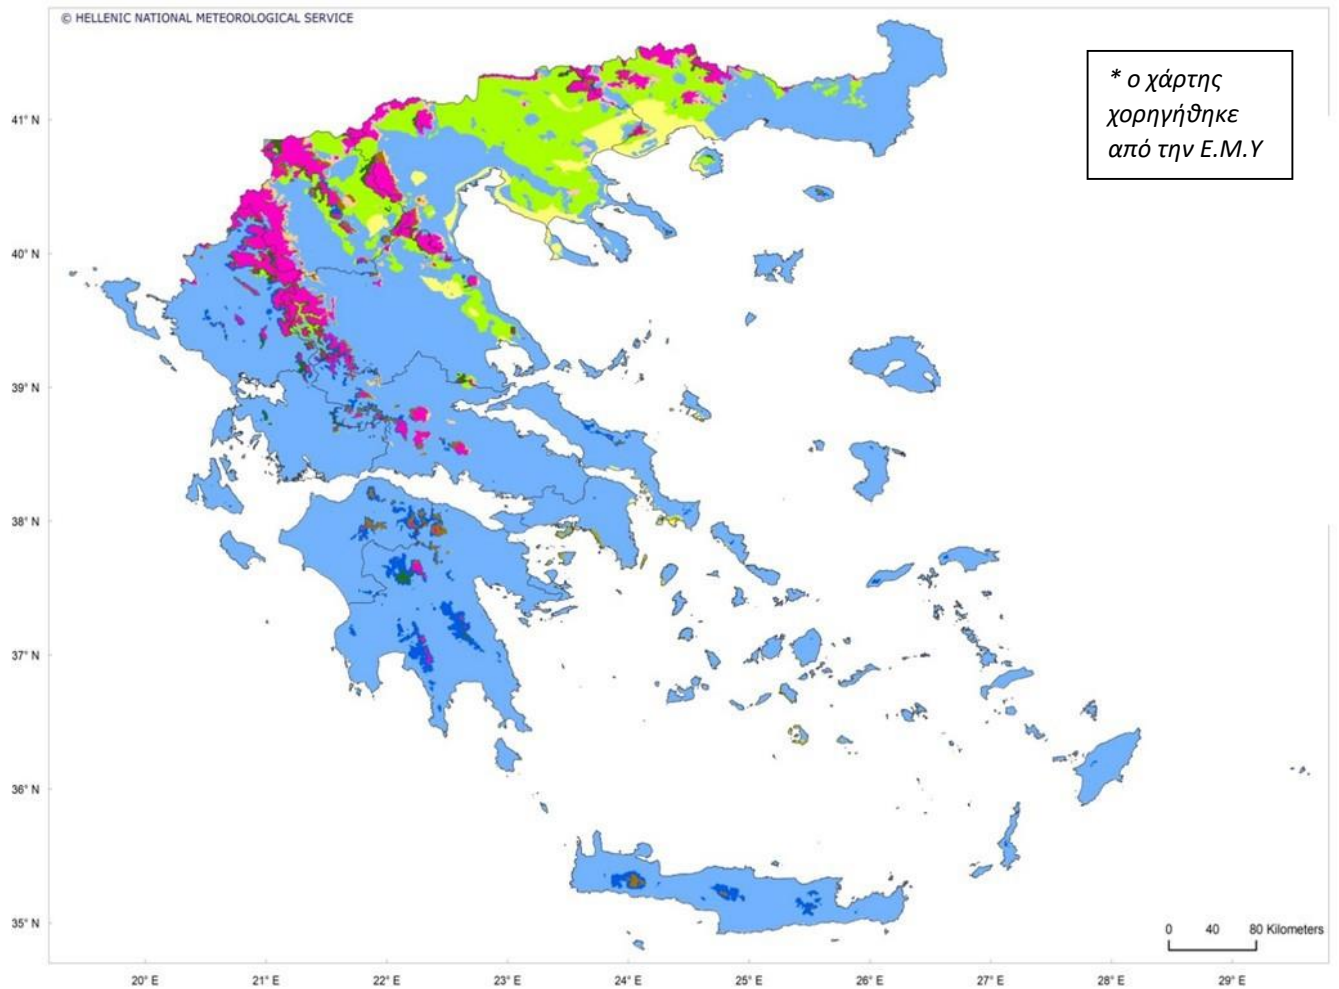 © HELLENIC NATIONAL METEOROLOGICAL SERVICE
* ο χάρτης
χορηγήθηκε
από την Ε.Μ.Υ
41° N
40° N
39° N
38° N
37° N
36° N
35° N
0 40 80 Kilometers
20° E 21° E 22° E 23° E 24° E 25° E 26° E 27° E 28° E 29° E